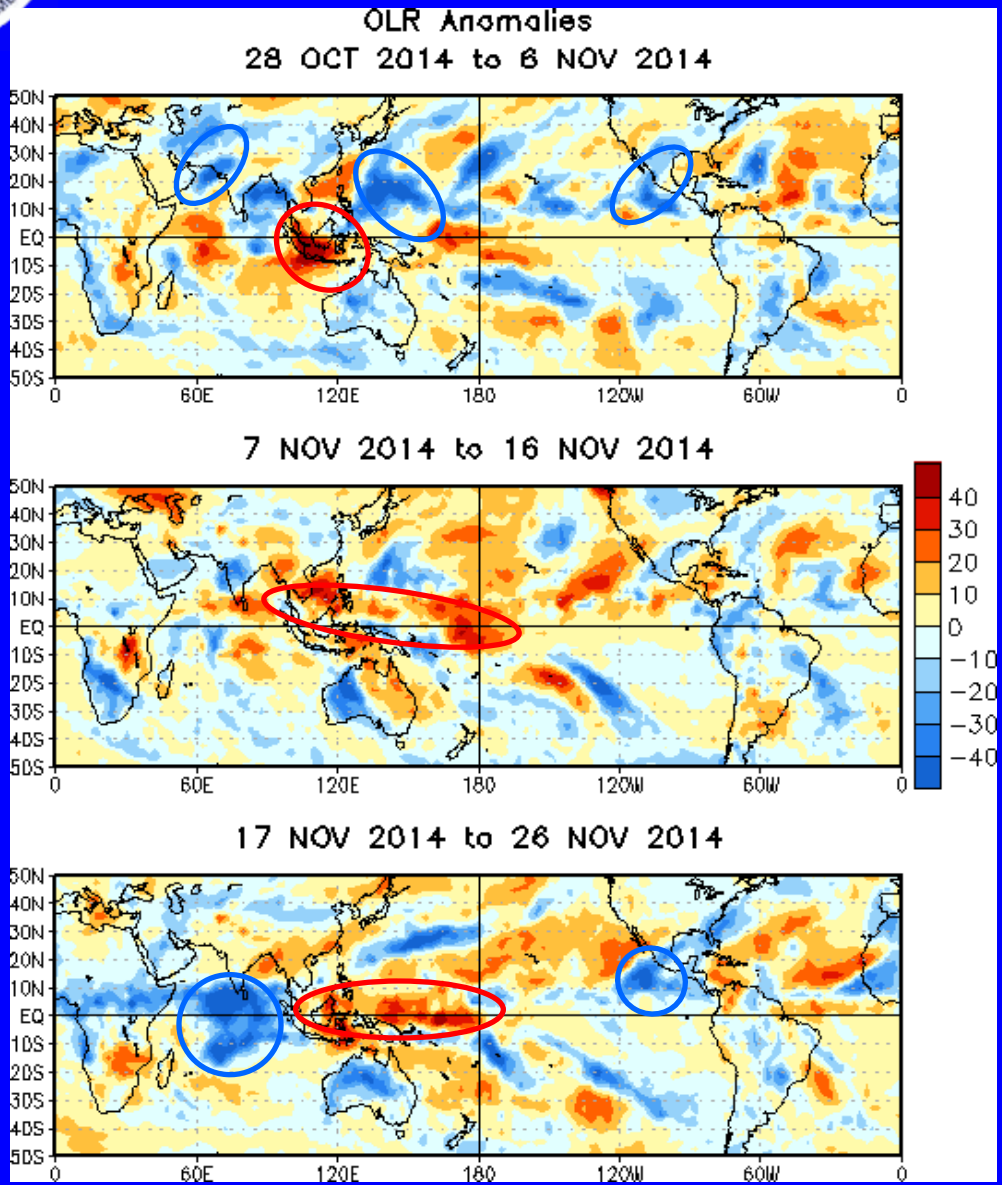 OLR Anomalies
28 OCT 2014 to 6 NOV 2014
50N
40N
30N
20N
10N
EQ
10S
20S
30S
40S
50S
0 60E 120E 180 120W 60W 0
7 NOV 2014 to 16 NOV 2014
50N
40N
30N
20N
10N
EQ
10S
20S
30S
40S
50S
0 60E 120E 180 120W 60W 0
40
30
20
10
0
-10
-20
-30
-40
17 NOV 2014 to 26 NOV 2014
50N
40N
30N
20N
10N
EQ
10S
20S
30S
40S
50S
0 60E 120E 180 120W 60W 0